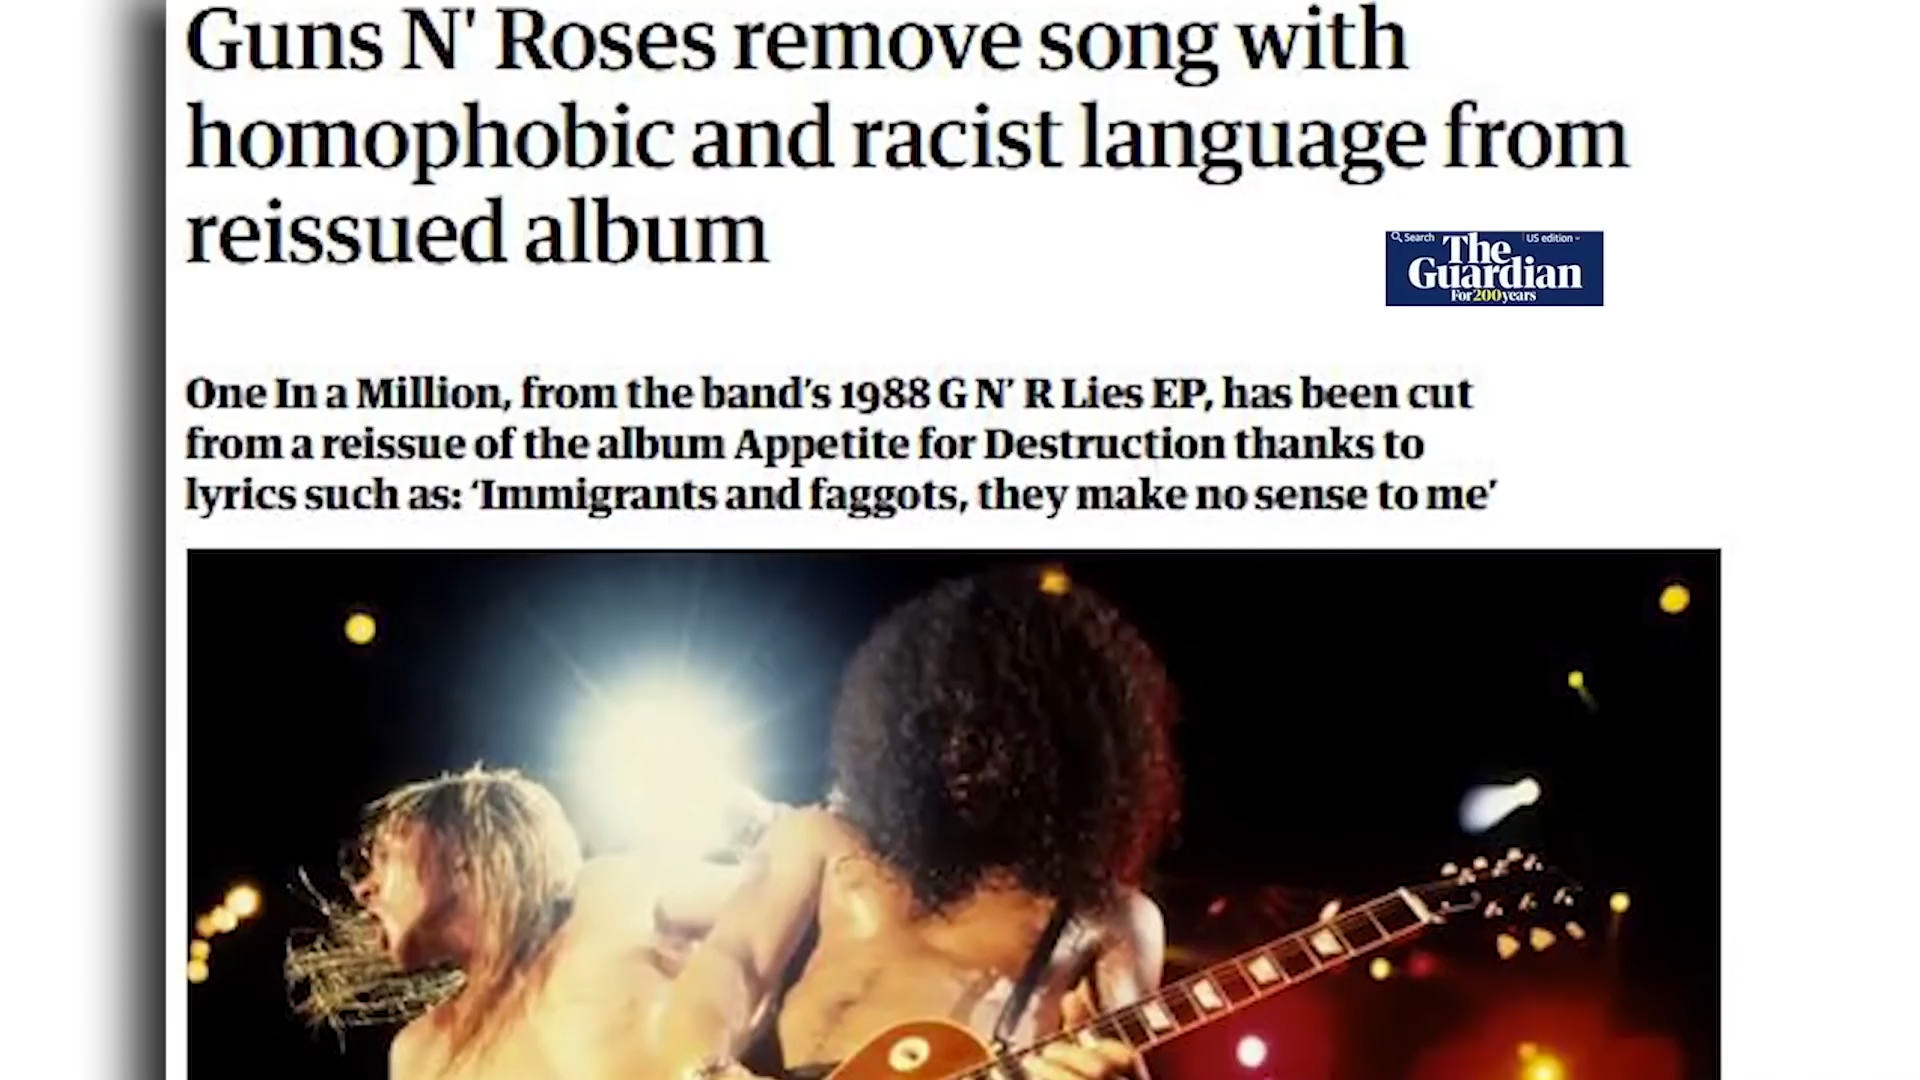 Guns N' Roses remove song with
homophobic and racist language from
reissued album
Search
US edition
The
Guardian
For 200 years
One In a Million, from the band's 1988 G N' R Lies EP, has been cut
from a reissue of the album Appetite for Destruction thanks to
lyrics such as: ‘Immigrants and faggots, they make no sense to me’